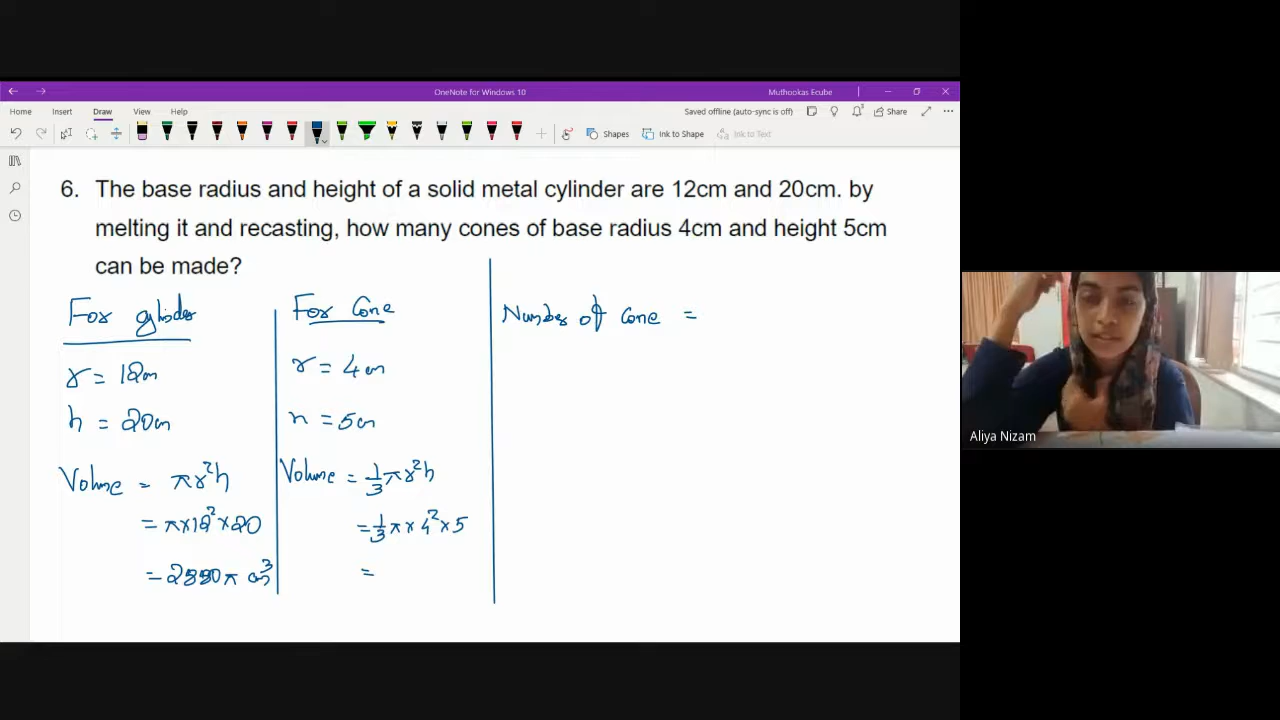 OneNote for Windows 10
Muthookas Ecube
Home Insert Draw View Help
Saved offline (auto-sync is off)
Share
Shapes
Ink to Shape
Ink to Text
6. The base radius and height of a solid metal cylinder are 12cm and 20cm. by
melting it and recasting, how many cones of base radius 4cm and height 5cm
can be made?
For cylinder
r = 12cm
h = 20cm
Volume = πr²h
= π×12²×20
= 2880π cm³
For Cone
r = 4cm
h = 5cm
Volume = 1/3 πr²h
= 1/3 π × 4² × 5
=
Number of Cone =
Aliya Nizam